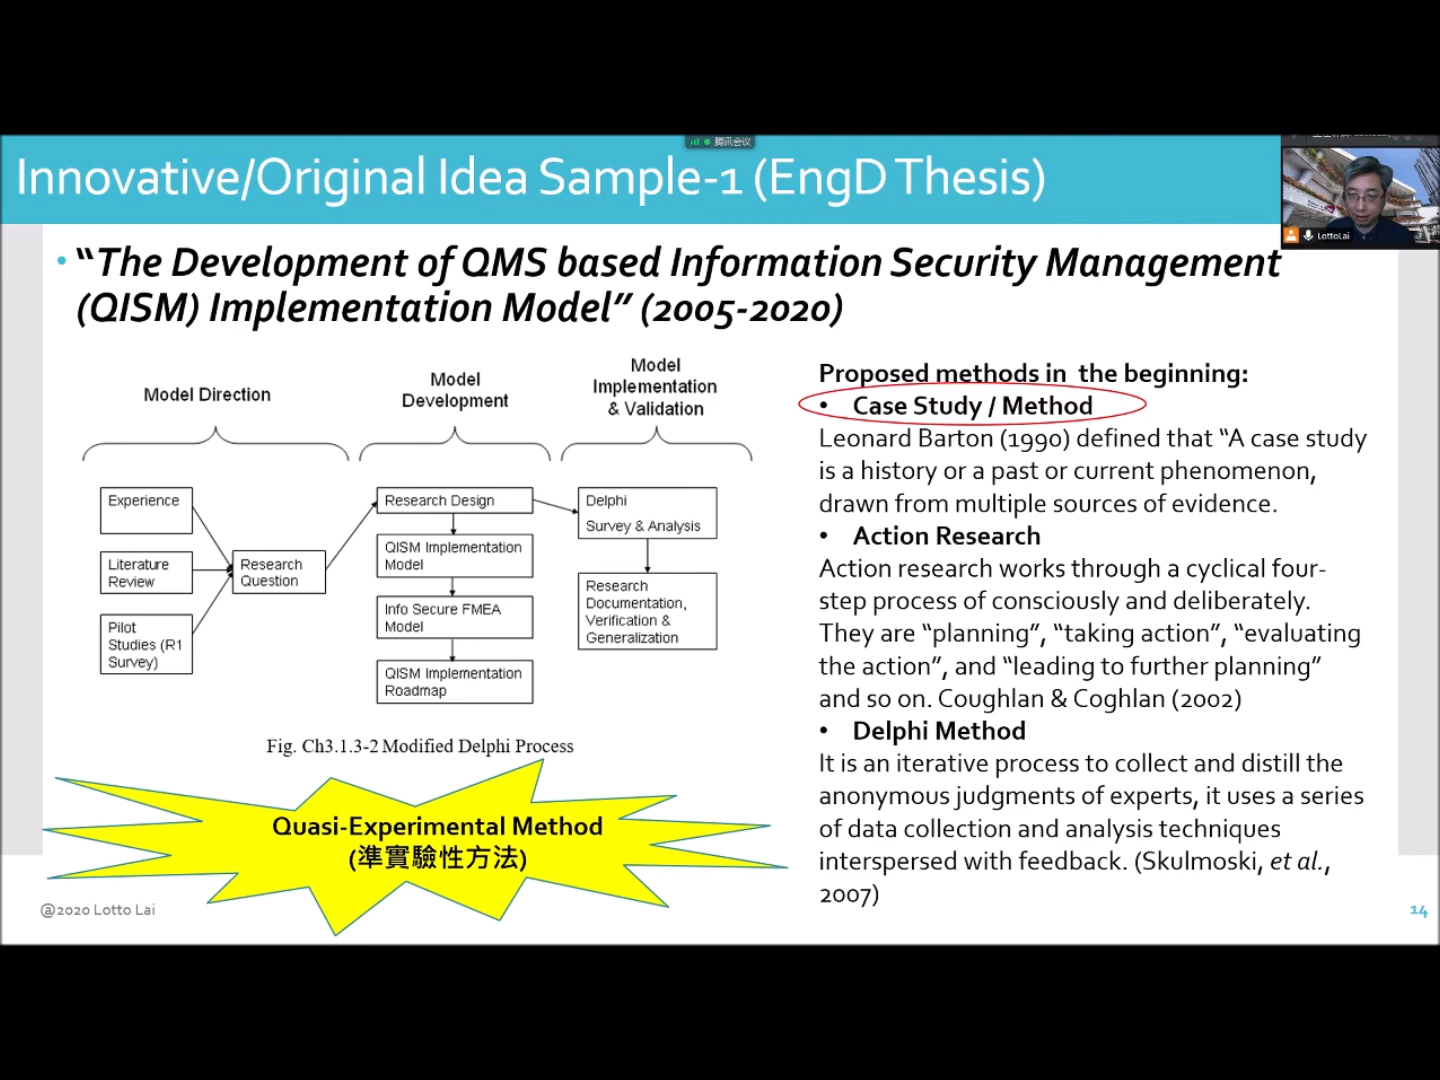 腾讯会议
Innovative/Original Idea Sample-1 (EngD Thesis)
LottoLai
• “The Development of QMS based Information Security Management
(QISM) Implementation Model” (2005-2020)
Model Direction
Model
Development
Model
Implementation
& Validation
Experience
Literature
Review
Pilot
Studies (R1
Survey)
Research
Question
Research Design
QISM Implementation
Model
Info Secure FMEA
Model
QISM Implementation
Roadmap
Delphi
Survey & Analysis
Research
Documentation,
Verification &
Generalization
Fig. Ch3.1.3-2 Modified Delphi Process
Quasi-Experimental Method
(準實驗性方法)
Proposed methods in the beginning:
• Case Study / Method
Leonard Barton (1990) defined that “A case study
is a history or a past or current phenomenon,
drawn from multiple sources of evidence.
• Action Research
Action research works through a cyclical four-
step process of consciously and deliberately.
They are “planning”, “taking action”, “evaluating
the action”, and “leading to further planning”
and so on. Coughlan & Coghlan (2002)
• Delphi Method
It is an iterative process to collect and distill the
anonymous judgments of experts, it uses a series
of data collection and analysis techniques
interspersed with feedback. (Skulmoski, et al.,
2007)
@2020 Lotto Lai
14